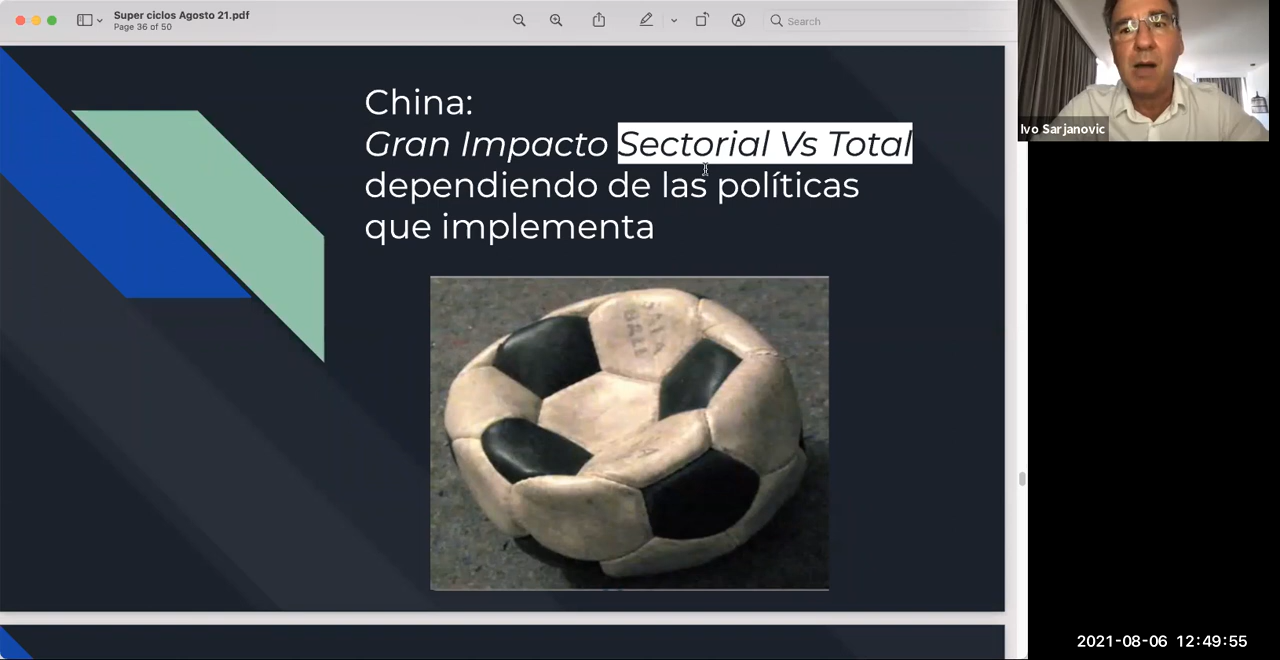 Super ciclos Agosto 21.pdf
Page 36 of 50
Search
China:
Gran Impacto Sectorial Vs Total
dependiendo de las políticas
que implementa
Ivo Sarjanovic
2021-08-06 12:49:55